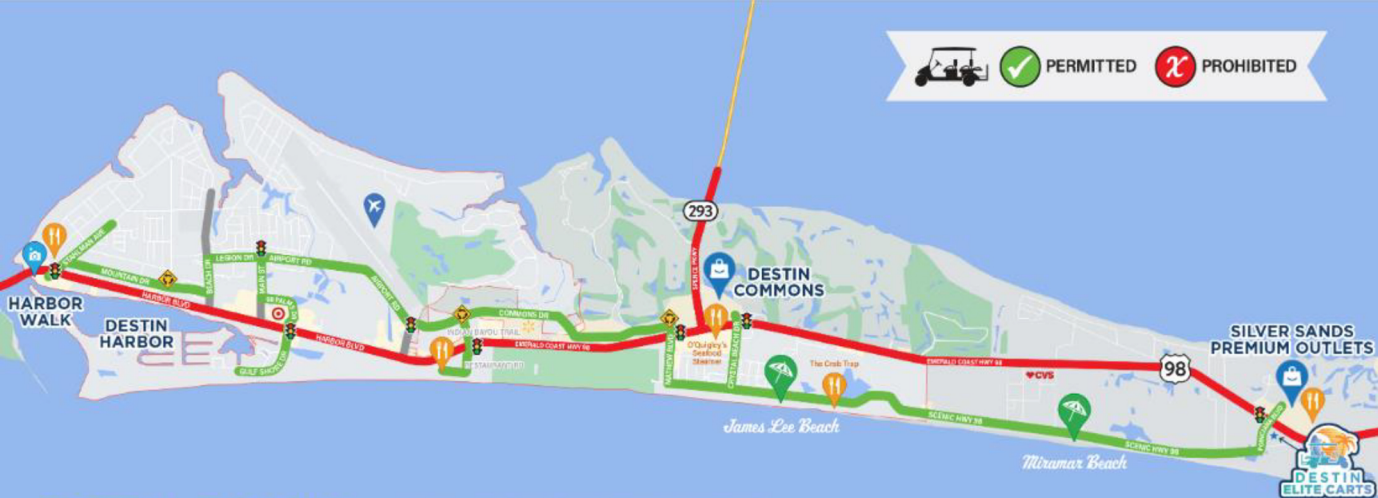 PERMITTED
PROHIBITED
293
SPENCE PKWY
STAHLMAN AVE
MOUNTAIN DR
HARBOR BLVD
BEACH DR
LEGION DR
AIRPORT RD
MAIN ST
AIRPORT RD
COMMONS DR
INDIAN BAYOU TRAIL
HARBOR
WALK
DESTIN
HARBOR
HARBOR BLVD
GULF SHORE DR
RESTAURANT RD
EMERALD COAST HWY 98
MATHEW BLVD
DESTIN
COMMONS
O'Quigley's
Seafood
Steamer
CRYSTAL BEACH DR
The Crab Trap
EMERALD COAST HWY 98
CVS
98
SILVER SANDS
PREMIUM OUTLETS
James Lee Beach
SCENIC HWY 98
Miramar Beach
SCENIC HWY 98
DESTIN
ELITE CARTS